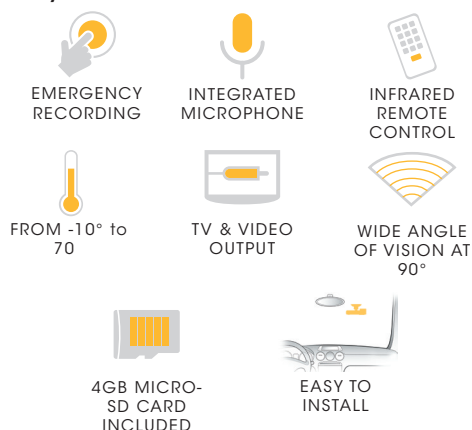 EMERGENCY
RECORDING
INTEGRATED
MICROPHONE
INFRARED
REMOTE
CONTROL
FROM -10° to
70
TV & VIDEO
OUTPUT
WIDE ANGLE
OF VISION AT
90°
4GB MICRO-
SD CARD
INCLUDED
EASY TO
INSTALL